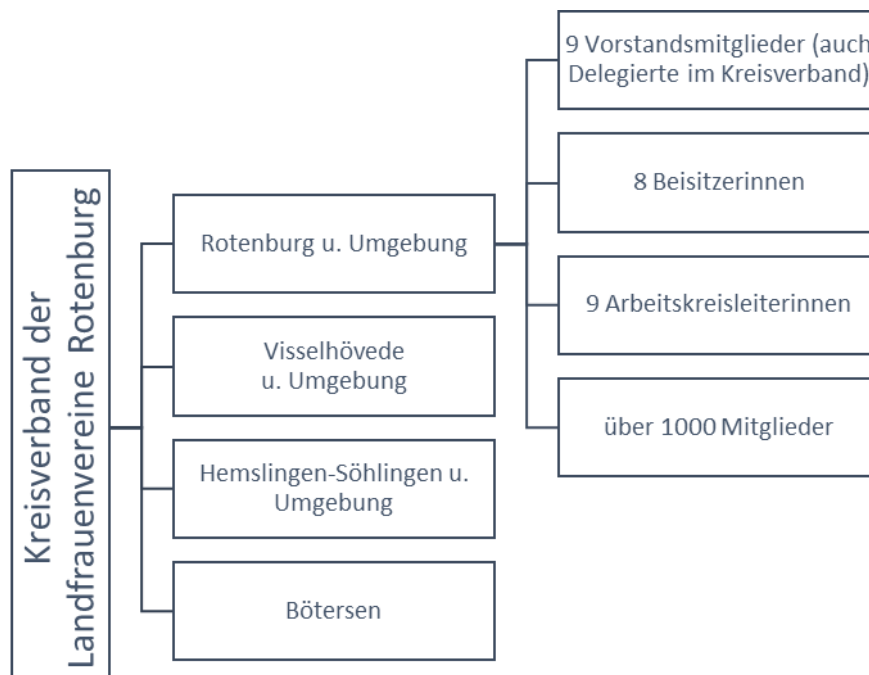 Kreisverband der
Landfrauenvereine Rotenburg
Rotenburg u. Umgebung
Visselhövede
u. Umgebung
Hemslingen-Söhlingen u.
Umgebung
Bötersen
9 Vorstandsmitglieder (auch
Delegierte im Kreisverband)
8 Beisitzerinnen
9 Arbeitskreisleiterinnen
über 1000 Mitglieder